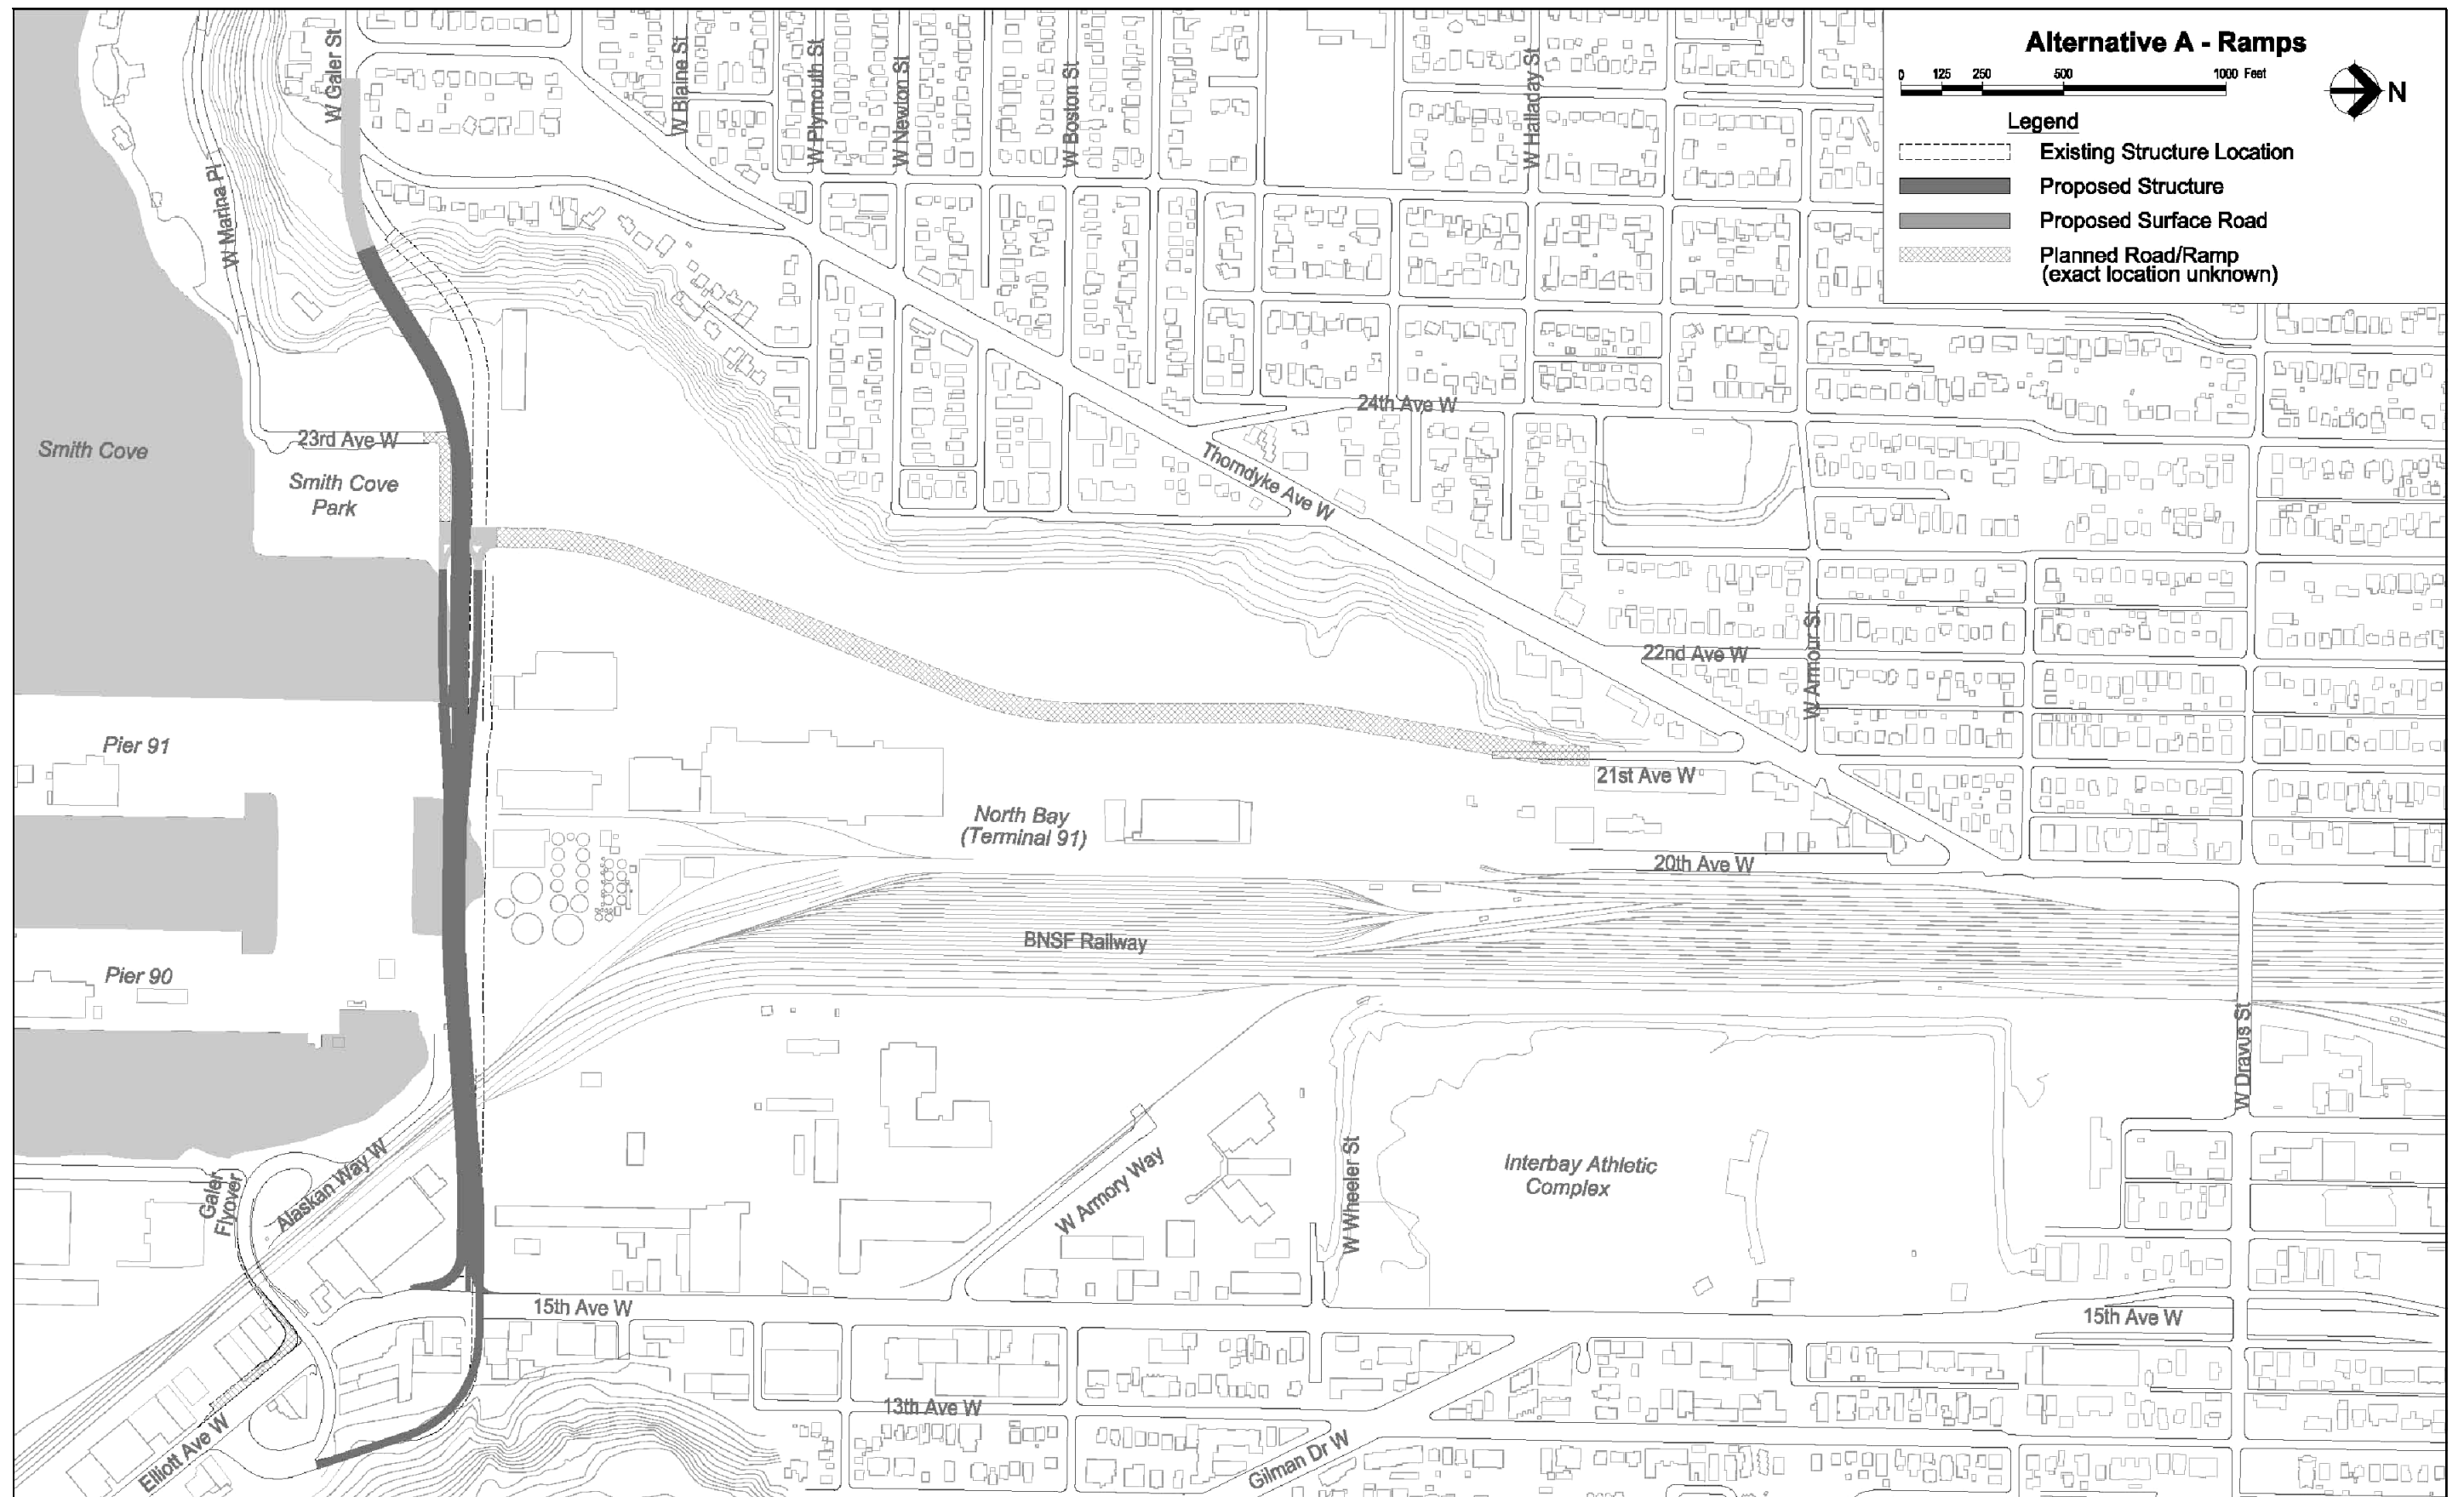 Alternative A - Ramps
0 125 250 500 1000 Feet
N
Legend
Existing Structure Location
Proposed Structure
Proposed Surface Road
Planned Road/Ramp
(exact location unknown)
W Galer St
W Blaine St
W Plymouth St
W Newton St
W Boston St
W Halladay St
W Marina Pl
24th Ave W
23rd Ave W
Smith Cove
Smith Cove
Park
Thorndyke Ave W
22nd Ave W
W Armour St
Pier 91
21st Ave W
North Bay
(Terminal 91)
20th Ave W
BNSF Railway
Pier 90
W Dravus St
Galer
Flyover
Alaskan Way W
W Armory Way
W Wheeler St
Interbay Athletic
Complex
15th Ave W
15th Ave W
13th Ave W
Elliott Ave W
Gilman Dr W